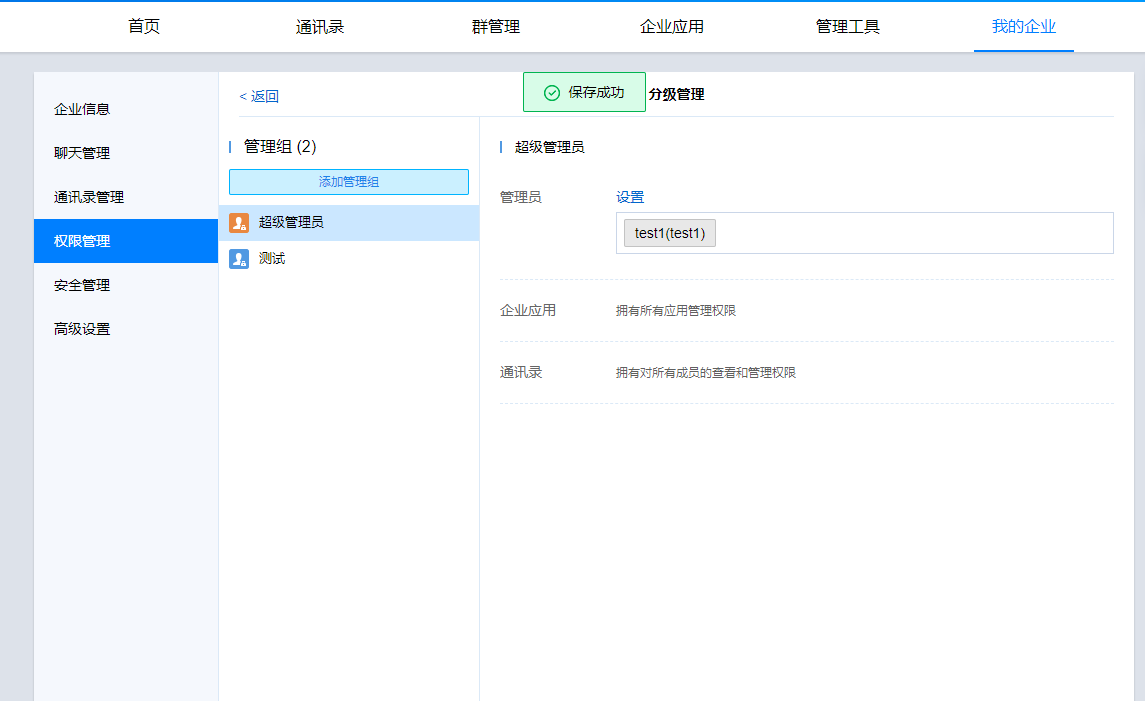 首页 通讯录 群管理 企业应用 管理工具 我的企业
企业信息
聊天管理
通讯录管理
权限管理
安全管理
高级设置
< 返回
保存成功
分级管理
管理组 (2)
添加管理组
超级管理员
测试
超级管理员
管理员 设置
test1(test1)
企业应用 拥有所有应用管理权限
通讯录 拥有对所有成员的查看和管理权限